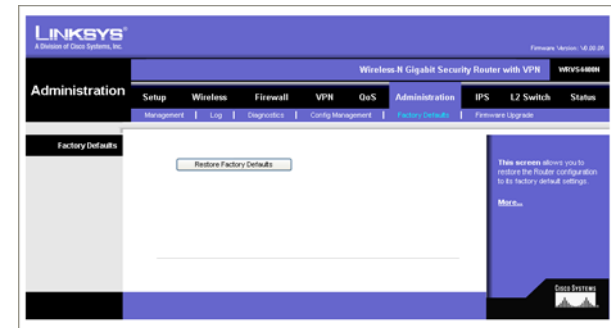 LINKSYS®
A Division of Cisco Systems, Inc.
Firmware Version: V0.00.08
Wireless-N Gigabit Security Router with VPN WRVS4400N
Administration
Setup Wireless Firewall VPN QoS Administration IPS L2 Switch Status
Management | Log | Diagnostics | Config Management | Factory Defaults | Firmware Upgrade
Factory Defaults
Restore Factory Defaults
This screen allows you to
restore the Router configuration
to its factory default settings.
More...
CISCO SYSTEMS